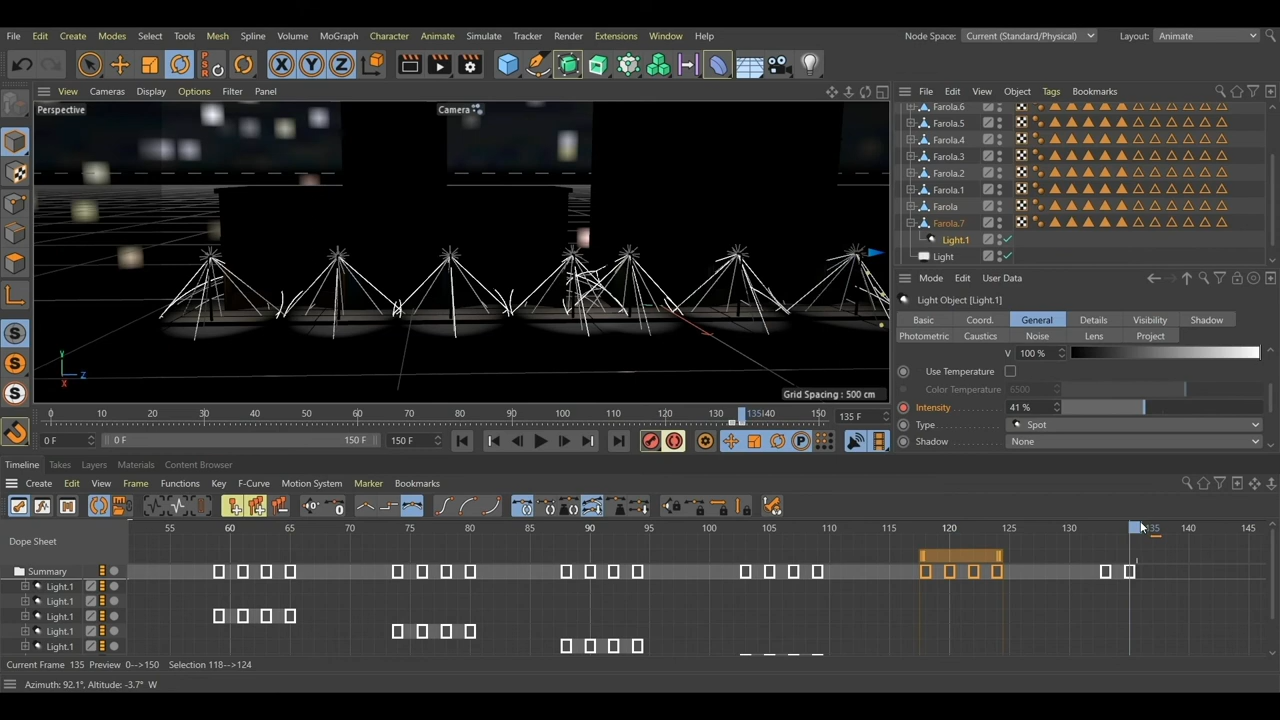 File Edit Create Modes Select Tools Mesh Spline Volume MoGraph Character Animate Simulate Tracker Render Extensions Window Help Node Space: Current (Standard/Physical) Layout: Animate
PSR X Y Z
View Cameras Display Options Filter Panel File Edit View Object Tags Bookmarks
Perspective Camera
Farola.6
Farola.5
Farola.4
Farola.3
Farola.2
Farola.1
Farola
Farola.7
Light.1
Light
Mode Edit User Data
Light Object [Light.1]
Basic Coord. General Details Visibility Shadow
Photometric Caustics Noise Lens Project
V 100 %
Use Temperature
Color Temperature 6500
Intensity 41 %
Type Spot
Shadow None
Y
Z
X
Grid Spacing : 500 cm
0 10 20 30 40 50 60 70 80 90 100 110 120 130 135 140 150 135 F
0 F 0 F 150 F 150 F
Timeline Takes Layers Materials Content Browser
Create Edit View Frame Functions Key F-Curve Motion System Marker Bookmarks
55 60 65 70 75 80 85 90 95 100 105 110 115 120 125 130 135 140 145
Dope Sheet
Summary
Light.1
Light.1
Light.1
Light.1
Light.1
Current Frame 135 Preview 0-->150 Selection 118-->124
Azimuth: 92.1°, Altitude: -3.7° W